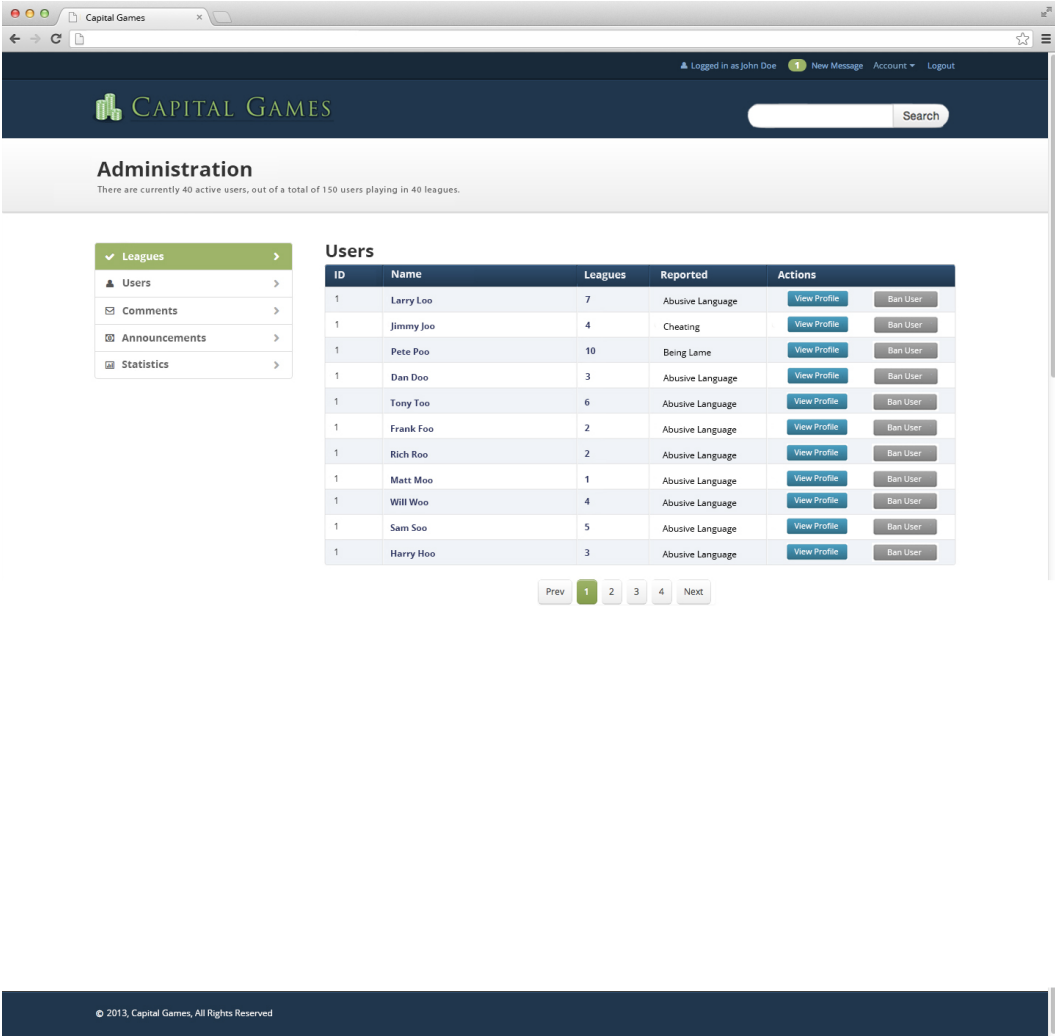 Capital Games
Logged in as John Doe 1 New Message Account Logout
CAPITAL GAMES
Search
Administration
There are currently 40 active users, out of a total of 150 users playing in 40 leagues.
Leagues
Users
Comments
Announcements
Statistics
Users
ID Name Leagues Reported Actions
1 Larry Loo 7 Abusive Language View Profile Ban User
1 Jimmy Joo 4 Cheating View Profile Ban User
1 Pete Poo 10 Being Lame View Profile Ban User
1 Dan Doo 3 Abusive Language View Profile Ban User
1 Tony Too 6 Abusive Language View Profile Ban User
1 Frank Foo 2 Abusive Language View Profile Ban User
1 Rich Roo 2 Abusive Language View Profile Ban User
1 Matt Moo 1 Abusive Language View Profile Ban User
1 Will Woo 4 Abusive Language View Profile Ban User
1 Sam Soo 5 Abusive Language View Profile Ban User
1 Harry Hoo 3 Abusive Language View Profile Ban User
Prev 1 2 3 4 Next
© 2013, Capital Games, All Rights Reserved